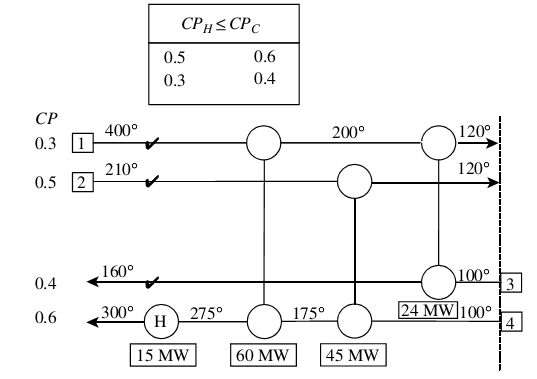 CP_H ≤ CP_C
0.5 0.6
0.3 0.4
CP
0.3 1 400° 200° 120°
0.5 2 210° 120°
0.4 160° 100° 3
0.6 300° H 275° 175° 100° 4
24 MW
15 MW 60 MW 45 MW